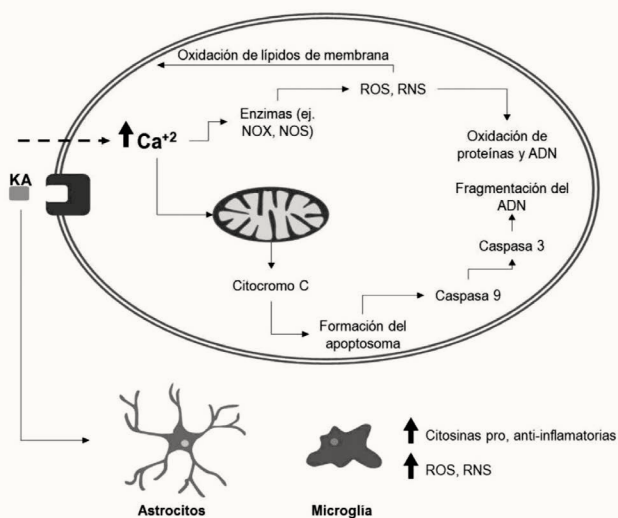 Oxidación de lípidos de membrana
ROS, RNS
Enzimas (ej.
NOX, NOS)
Ca+2
Oxidación de
proteínas y ADN
KA
Fragmentación del
ADN
Caspasa 3
Citocromo C
Caspasa 9
Formación del
apoptosoma
Citosinas pro, anti-inflamatorias
ROS, RNS
Astrocitos
Microglia